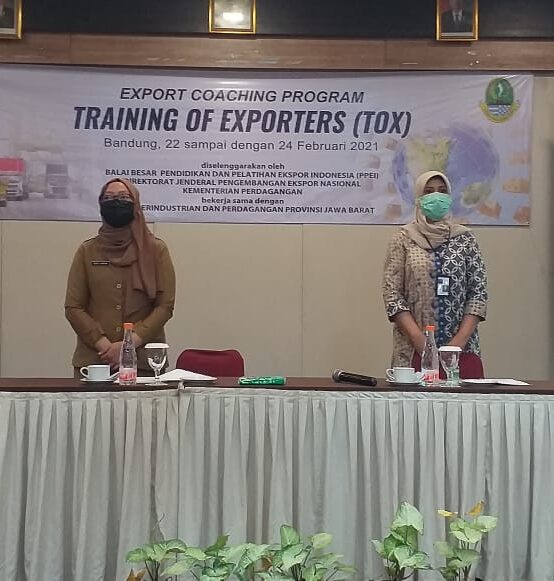 EXPORT COACHING PROGRAM
TRAINING OF EXPORTERS (TOX)
Bandung, 22 sampai dengan 24 Februari 2021
diselenggarakan oleh
BALAI BESAR PENDIDIKAN DAN PELATIHAN EKSPOR INDONESIA (PPEI)
DIREKTORAT JENDERAL PENGEMBANGAN EKSPOR NASIONAL
KEMENTERIAN PERDAGANGAN
bekerja sama dengan
ERINDUSTRIAN DAN PERDAGANGAN PROVINSI JAWA BARAT